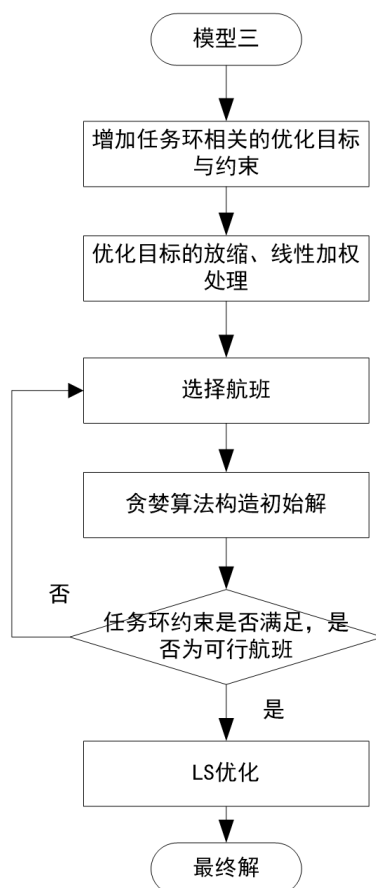 模型三
增加任务环相关的优化目标
与约束
优化目标的放缩、线性加权
处理
选择航班
贪婪算法构造初始解
否
任务环约束是否满足，是
否为可行航班
是
LS优化
最终解